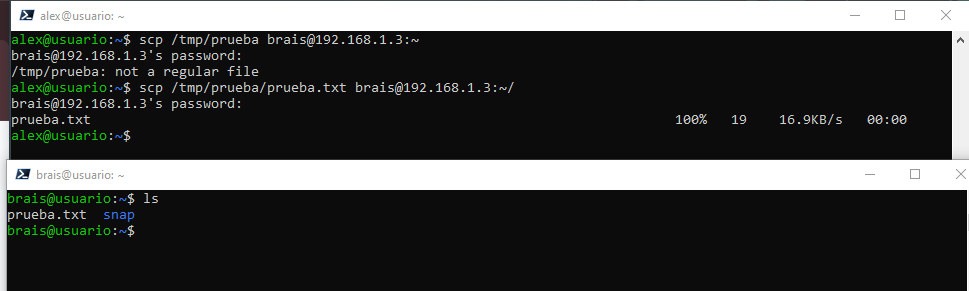 alex@usuario: ~
alex@usuario:~$ scp /tmp/prueba brais@192.168.1.3:~
brais@192.168.1.3's password:
/tmp/prueba: not a regular file
alex@usuario:~$ scp /tmp/prueba/prueba.txt brais@192.168.1.3:~/
brais@192.168.1.3's password:
prueba.txt 100% 19 16.9KB/s 00:00
alex@usuario:~$
brais@usuario: ~
brais@usuario:~$ ls
prueba.txt snap
brais@usuario:~$